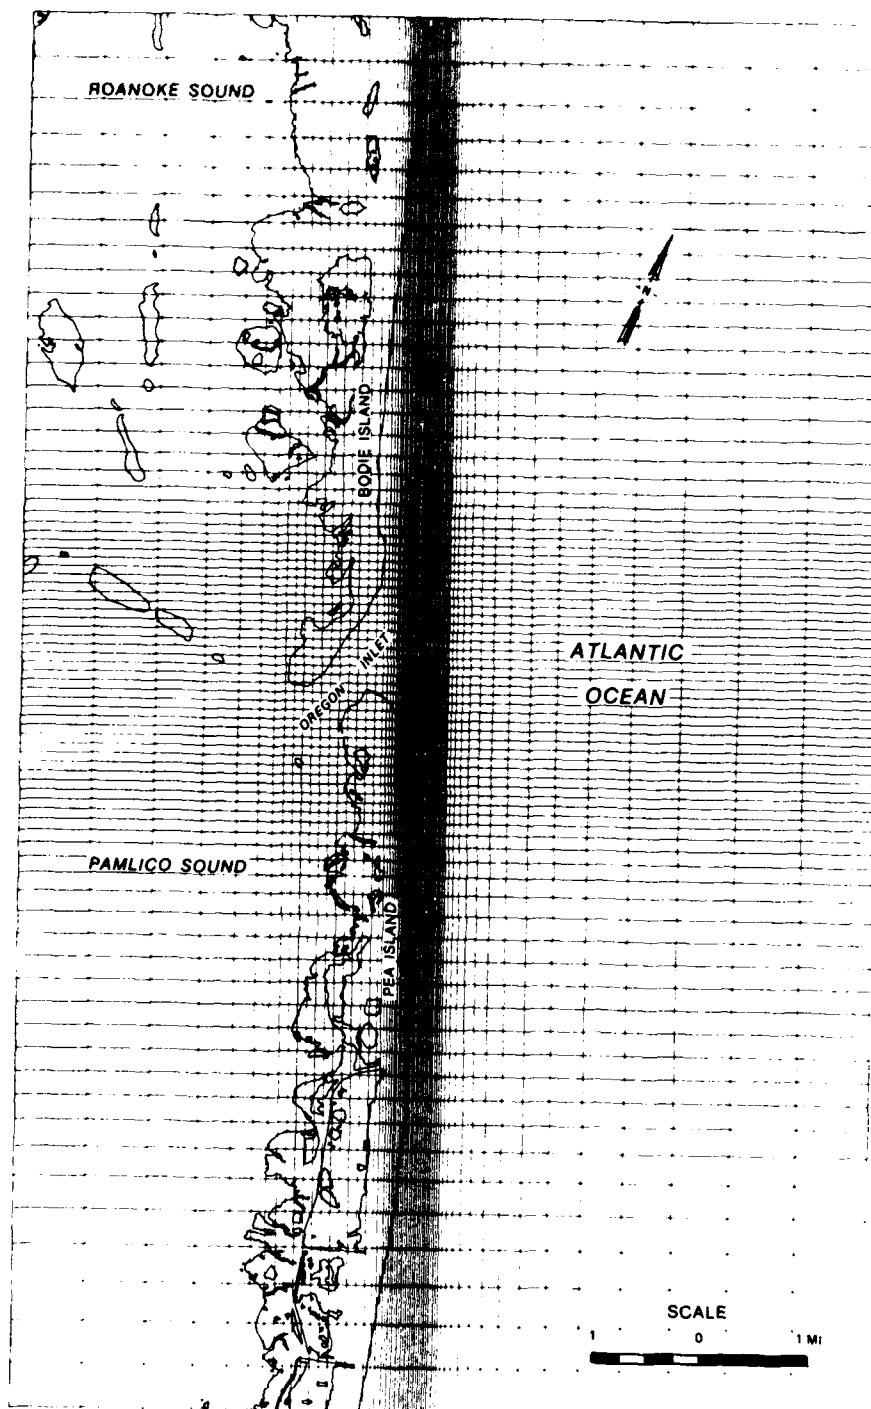 ROANOKE SOUND
N
BODIE ISLAND
OREGON INLET
ATLANTIC
OCEAN
PAMLICO SOUND
PEA ISLAND
SCALE
1 0 1 MI